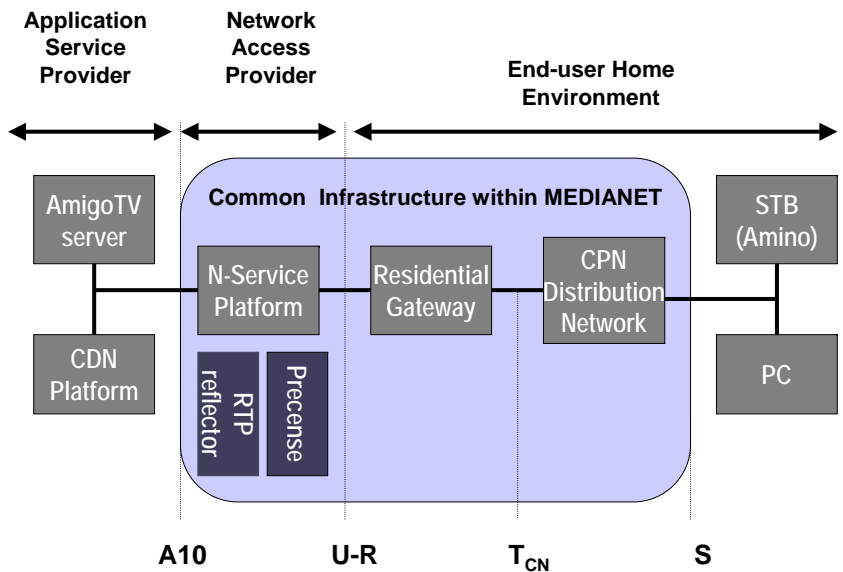 Application
Service
Provider
Network
Access
Provider
End-user Home
Environment
Common Infrastructure within MEDIANET
AmigoTV
server
CDN
Platform
N-Service
Platform
RTP
reflector
Precense
Residential
Gateway
CPN
Distribution
Network
STB
(Amino)
PC
A10
U-R
TCN
S